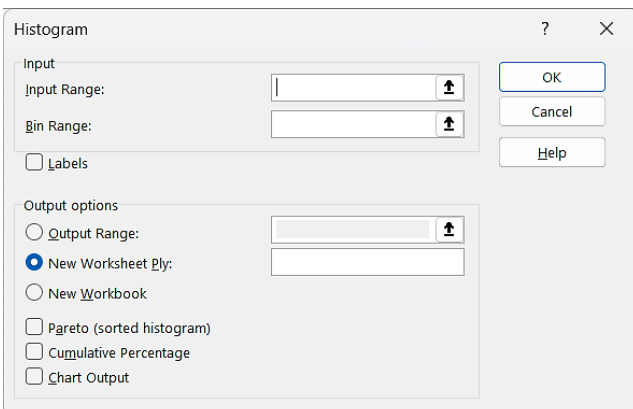 Histogram ?
Input
Input Range:
OK
Bin Range:
Cancel
Labels
Help
Output options
Output Range:
New Worksheet Ply:
New Workbook
Pareto (sorted histogram)
Cumulative Percentage
Chart Output